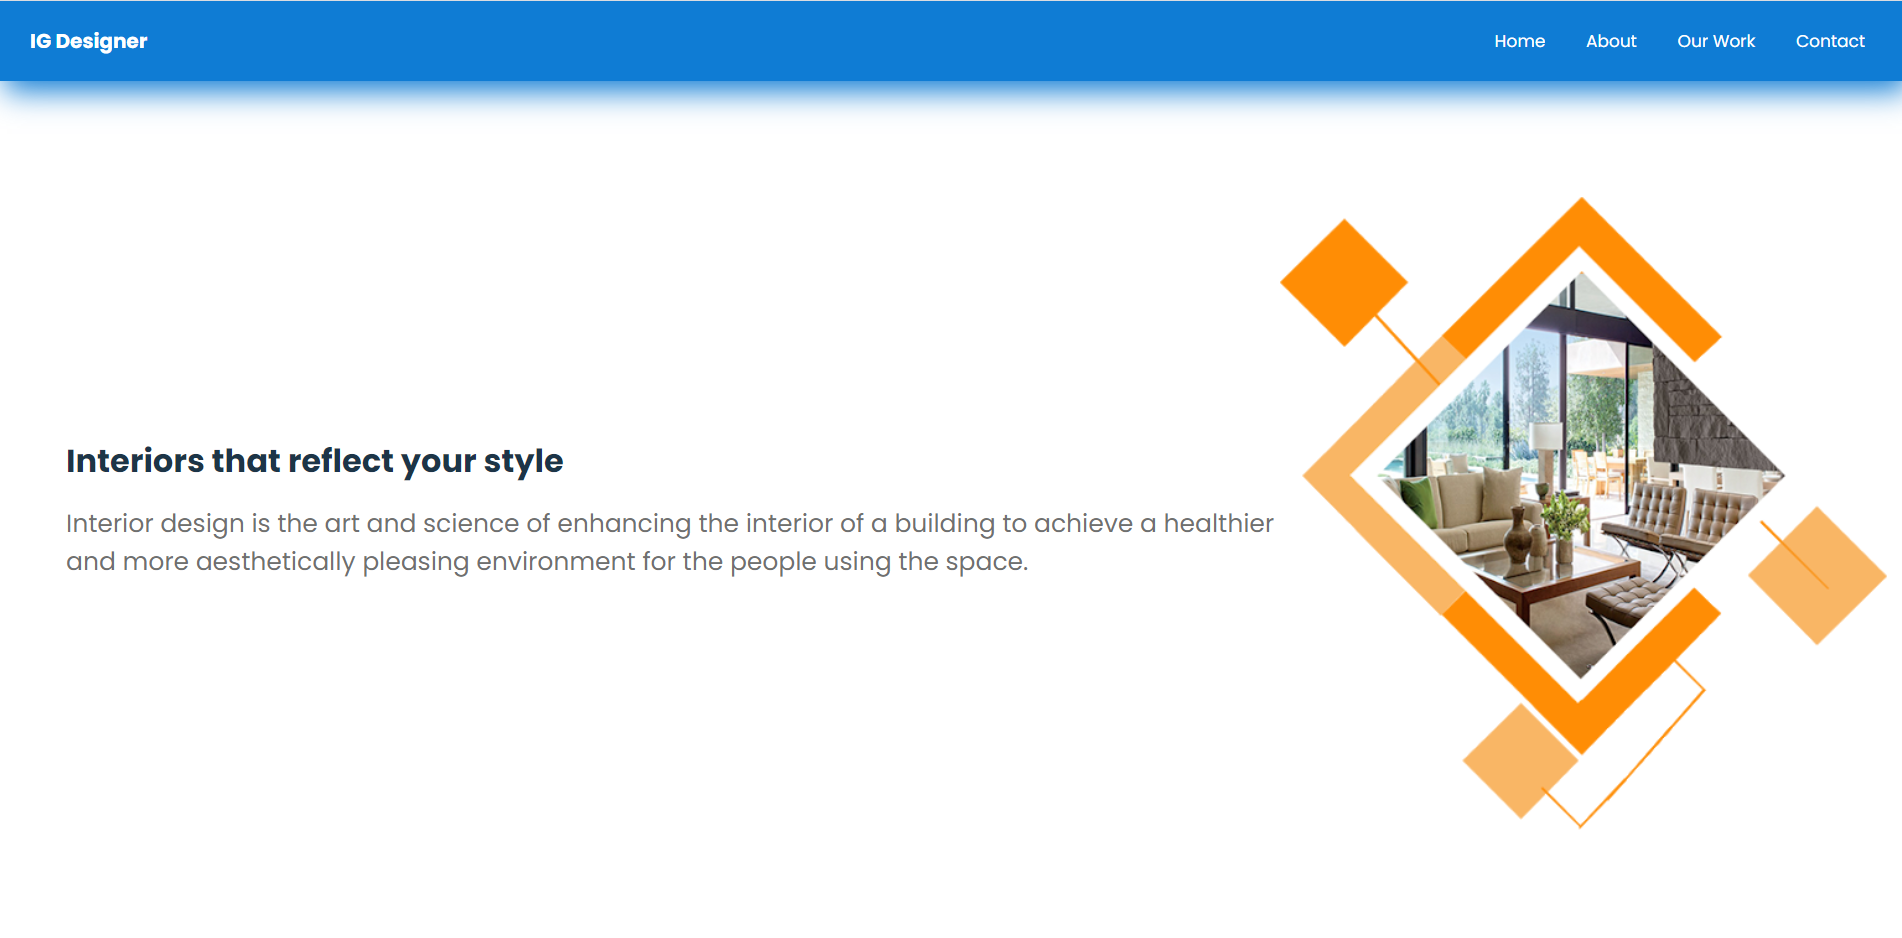 IG Designer
Home About Our Work Contact
Interiors that reflect your style
Interior design is the art and science of enhancing the interior of a building to achieve a healthier
and more aesthetically pleasing environment for the people using the space.